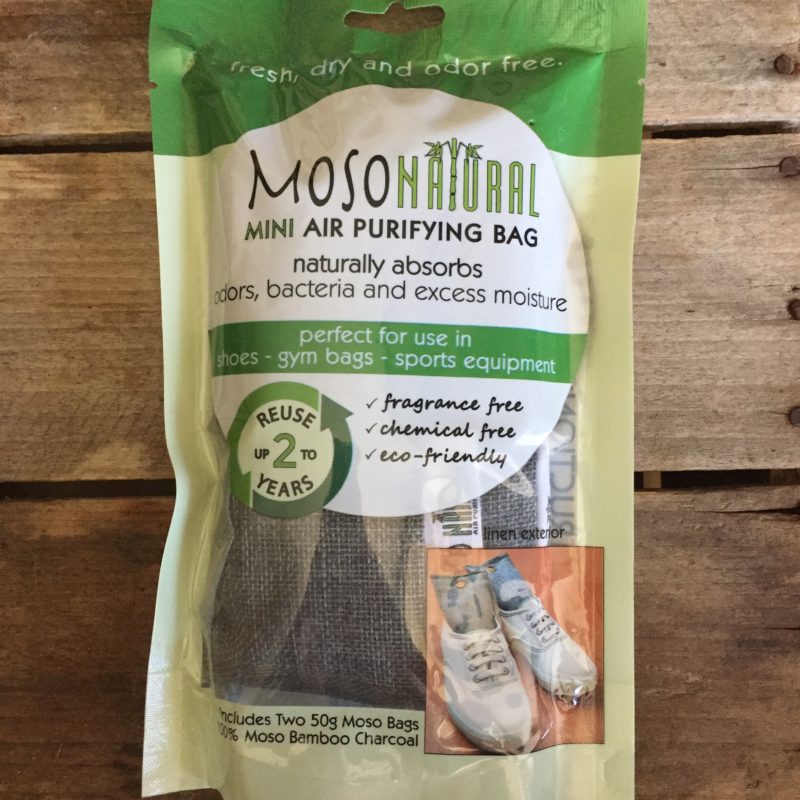 fresh, dry and odor free.
MOSO NATURAL
MINI AIR PURIFYING BAG
naturally absorbs
odors, bacteria and excess moisture
perfect for use in
shoes - gym bags - sports equipment
REUSE
UP 2 TO
YEARS
✓ fragrance free
✓ chemical free
✓ eco-friendly
linen exterior
includes Two 50g Moso Bags
100% Moso Bamboo Charcoal